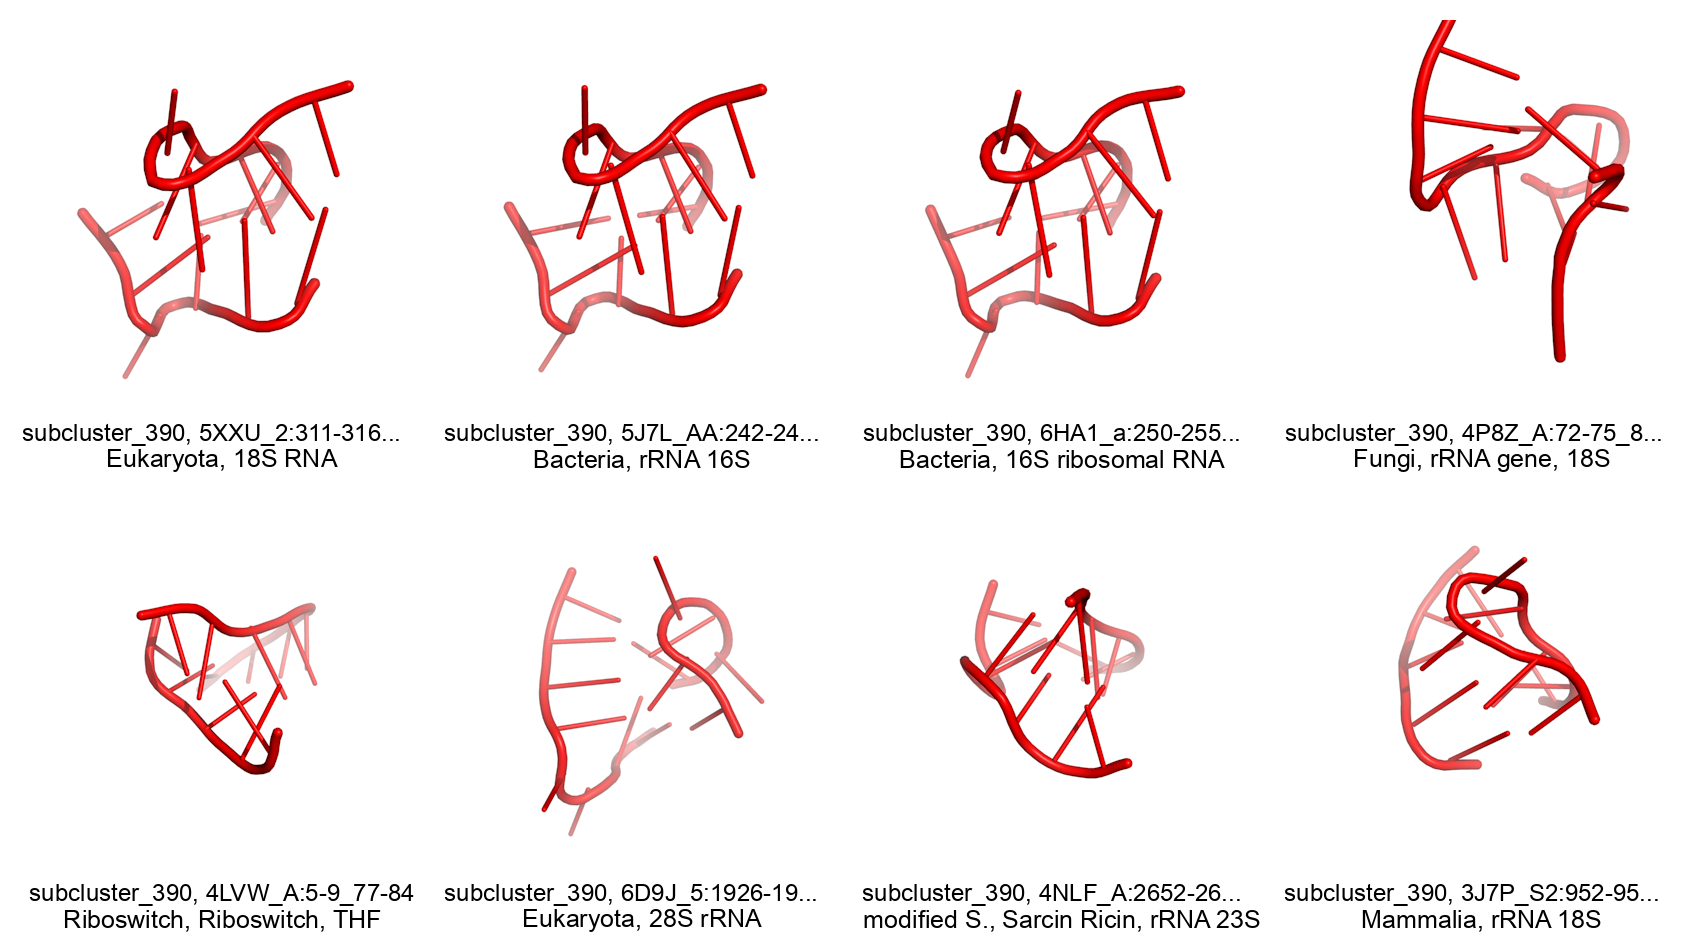 subcluster_390, 5XXU_2:311-316...
Eukaryota, 18S RNA
subcluster_390, 5J7L_AA:242-24...
Bacteria, rRNA 16S
subcluster_390, 6HA1_a:250-255...
Bacteria, 16S ribosomal RNA
subcluster_390, 4P8Z_A:72-75_8...
Fungi, rRNA gene, 18S
subcluster_390, 4LVW_A:5-9_77-84
Riboswitch, Riboswitch, THF
subcluster_390, 6D9J_5:1926-19...
Eukaryota, 28S rRNA
subcluster_390, 4NLF_A:2652-26...
modified S., Sarcin Ricin, rRNA 23S
subcluster_390, 3J7P_S2:952-95...
Mammalia, rRNA 18S